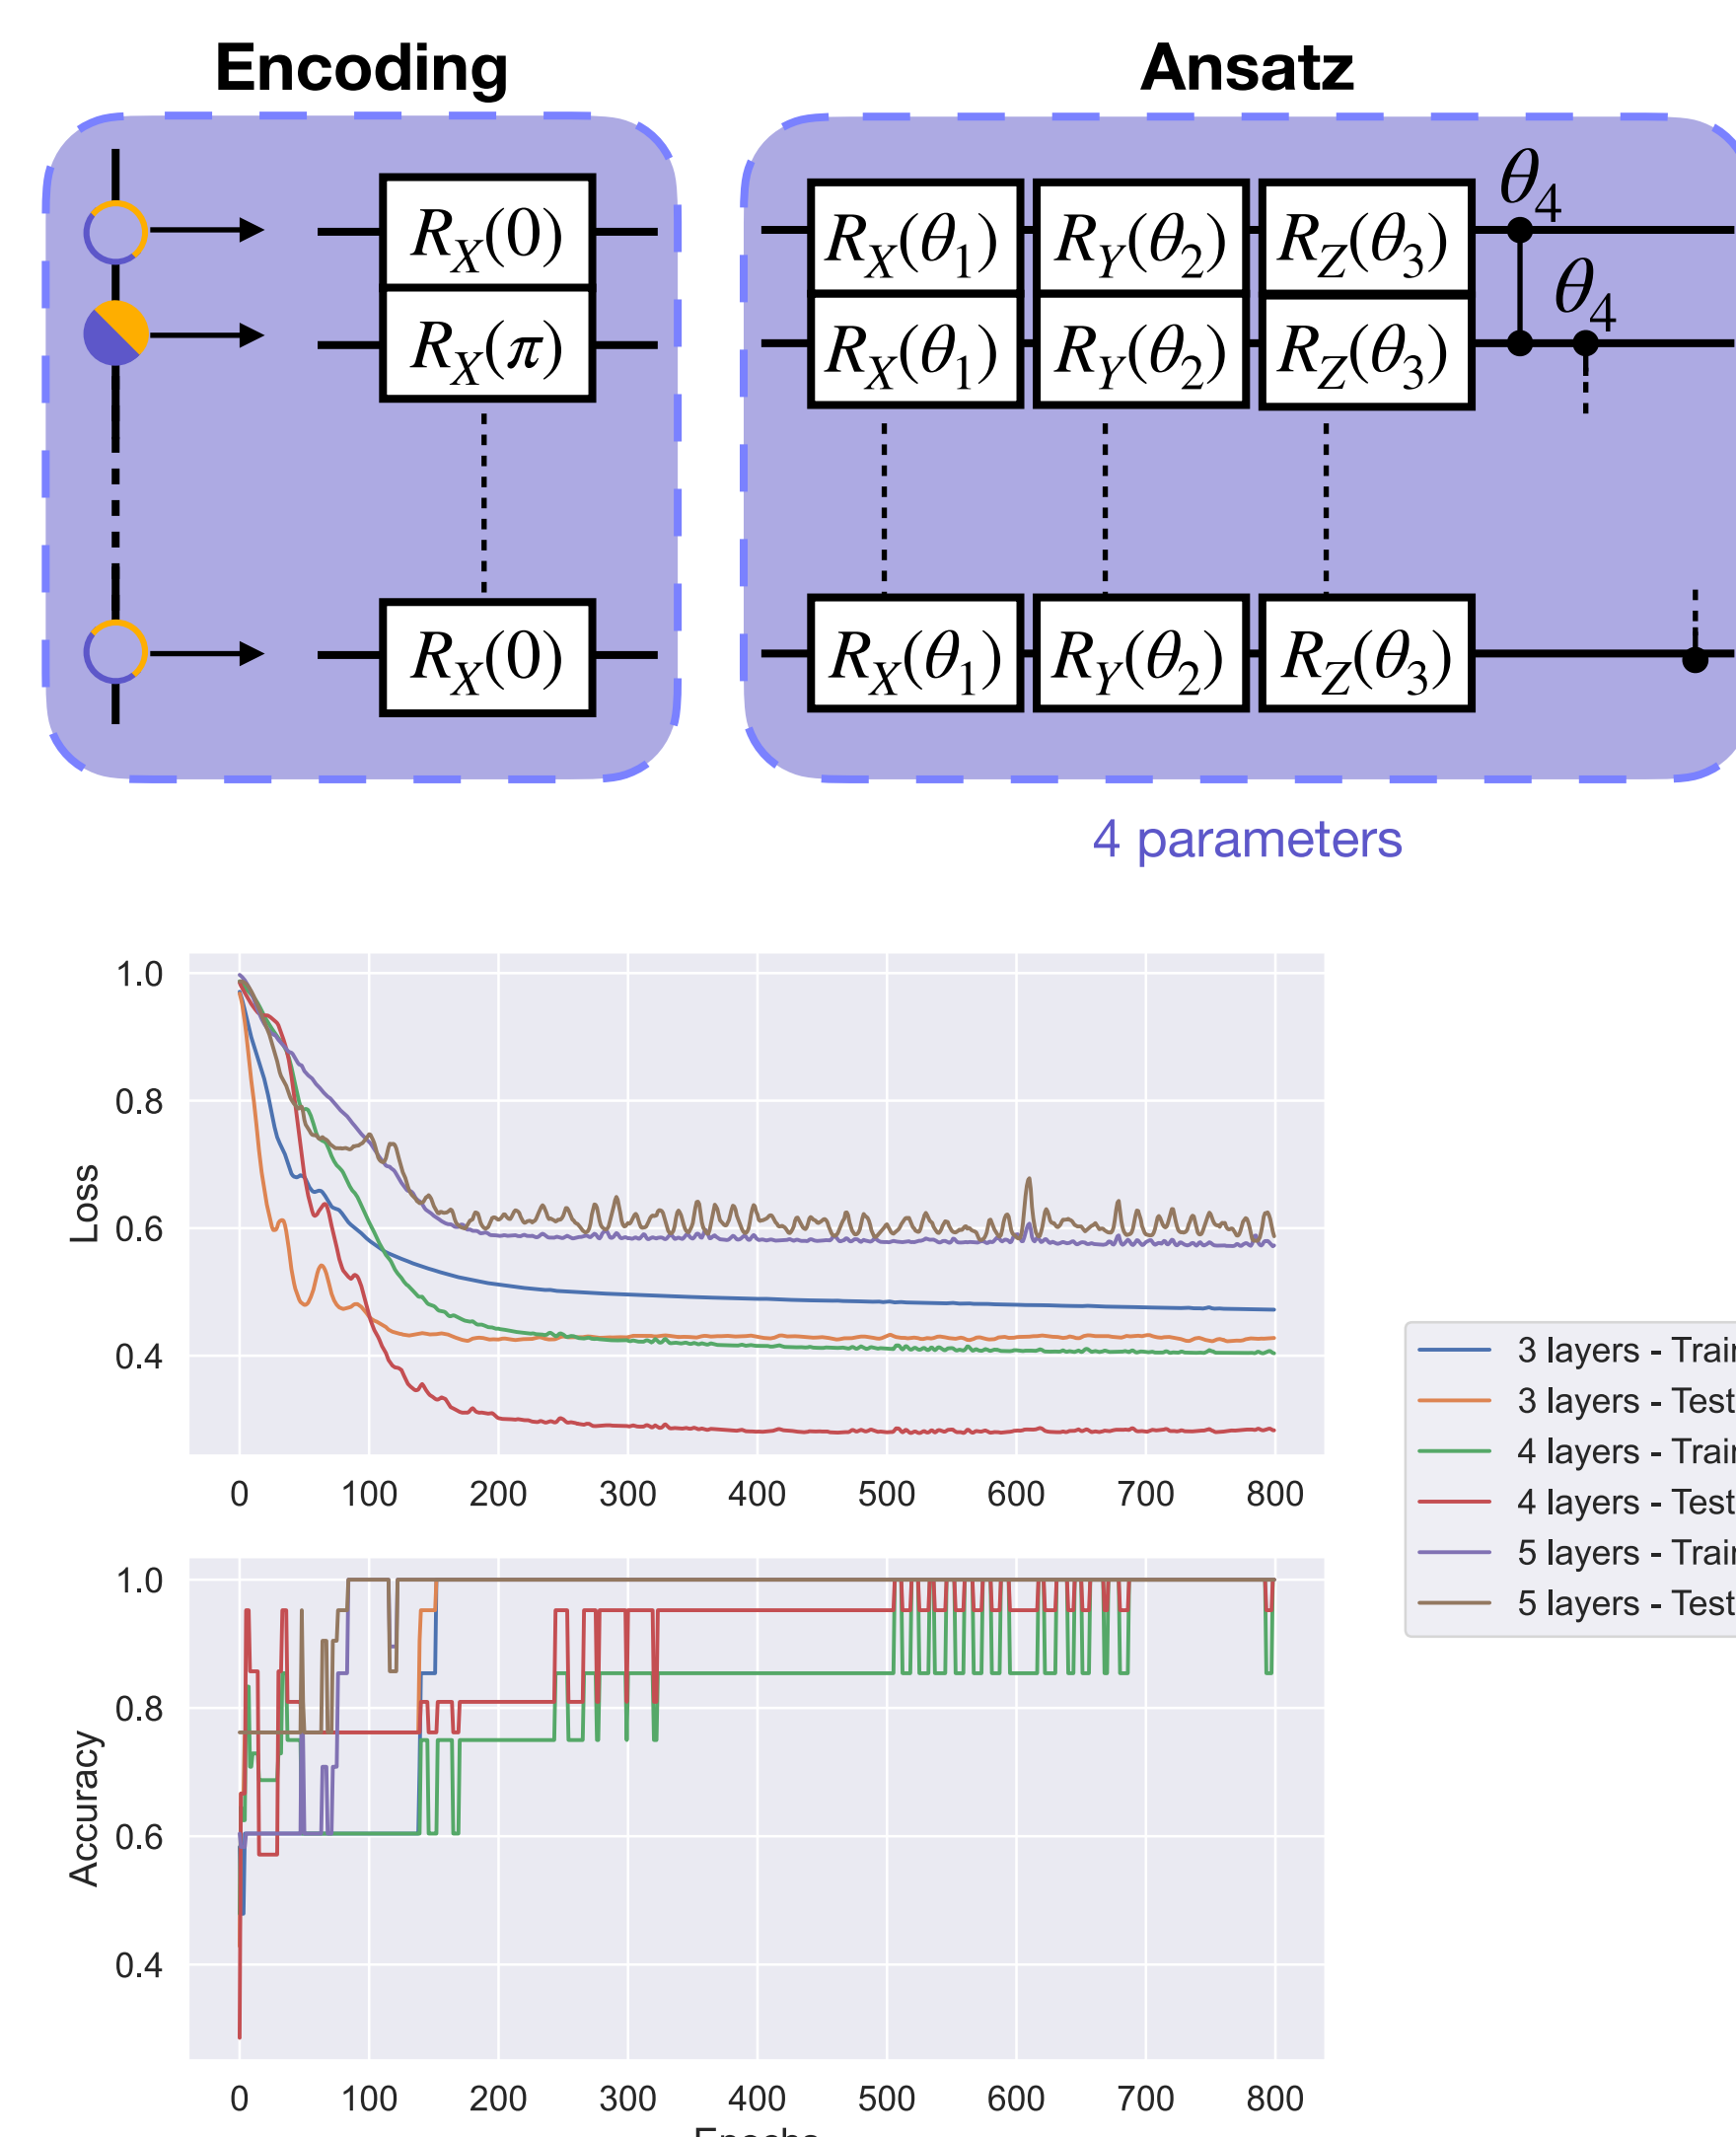 Encoding
Ansatz
R_X(0)
R_X(π)
R_X(0)
R_X(θ_1) R_Y(θ_2) R_Z(θ_3) θ_4
R_X(θ_1) R_Y(θ_2) R_Z(θ_3) θ_4
R_X(θ_1) R_Y(θ_2) R_Z(θ_3)
4 parameters
Loss
1.0
0.8
0.6
0.4
0 100 200 300 400 500 600 700 800
3 layers - Train
3 layers - Test
4 layers - Train
4 layers - Test
5 layers - Train
5 layers - Test
Accuracy
1.0
0.8
0.6
0.4
0 100 200 300 400 500 600 700 800
Epochs